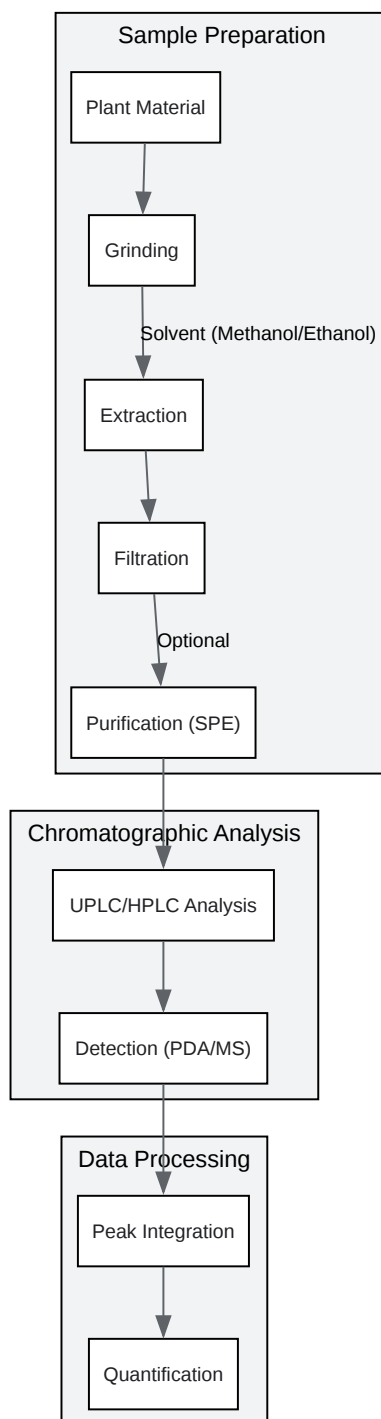 Sample Preparation
Plant Material
Grinding
Solvent (Methanol/Ethanol)
Extraction
Filtration
Optional
Purification (SPE)
Chromatographic Analysis
UPLC/HPLC Analysis
Detection (PDA/MS)
Data Processing
Peak Integration
Quantification